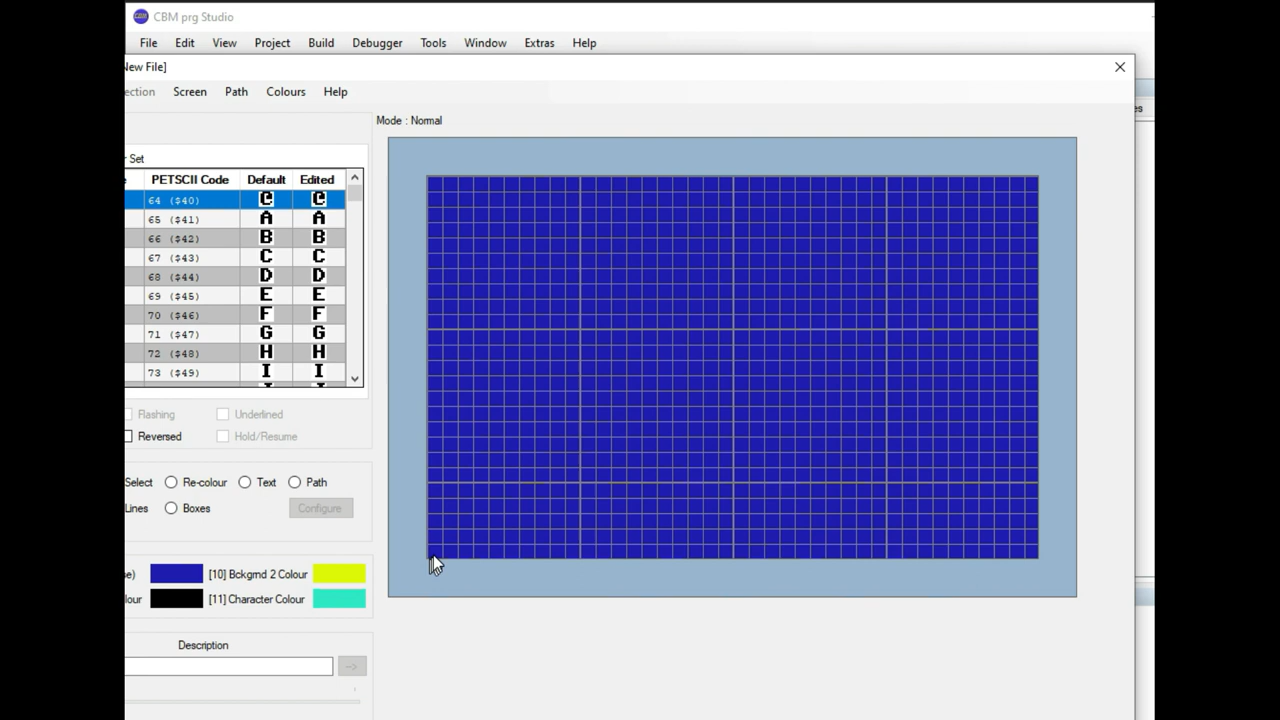 CBM prg Studio
File Edit View Project Build Debugger Tools Window Extras Help
New File]
ection Screen Path Colours Help
es
Mode : Normal
r Set
PETSCII Code Default Edited
64 ($40) @ @
65 ($41) A A
66 ($42) B B
67 ($43) C C
68 ($44) D D
69 ($45) E E
70 ($46) F F
71 ($47) G G
72 ($48) H H
73 ($49) I I
Flashing Underlined
Reversed Hold/Resume
Select Re-colour Text Path
Lines Boxes Configure
e) [10] Bckgrnd 2 Colour
lour [11] Character Colour
Description
-->